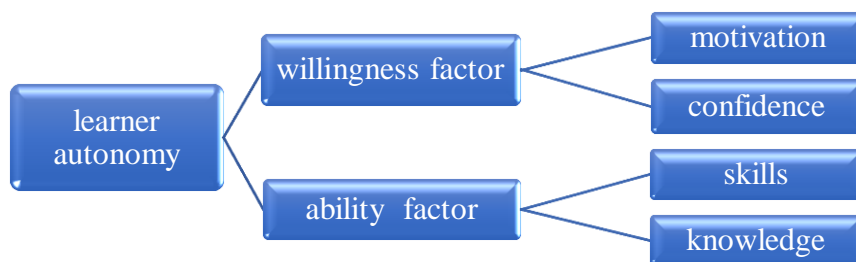 learner
autonomy
willingness factor
motivation
confidence
ability factor
skills
knowledge